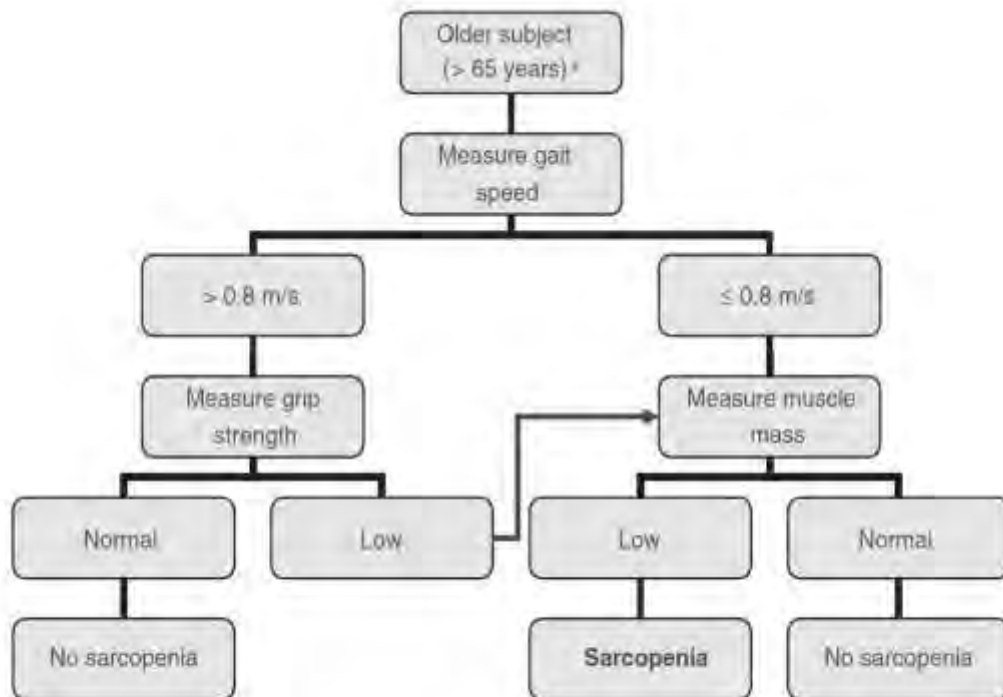 Older subject
(> 65 years) *
Measure gait
speed
> 0.8 m/s
≤ 0.8 m/s
Measure grip
strength
Measure muscle
mass
Normal
Low
Low
Normal
No sarcopenia
Sarcopenia
No sarcopenia